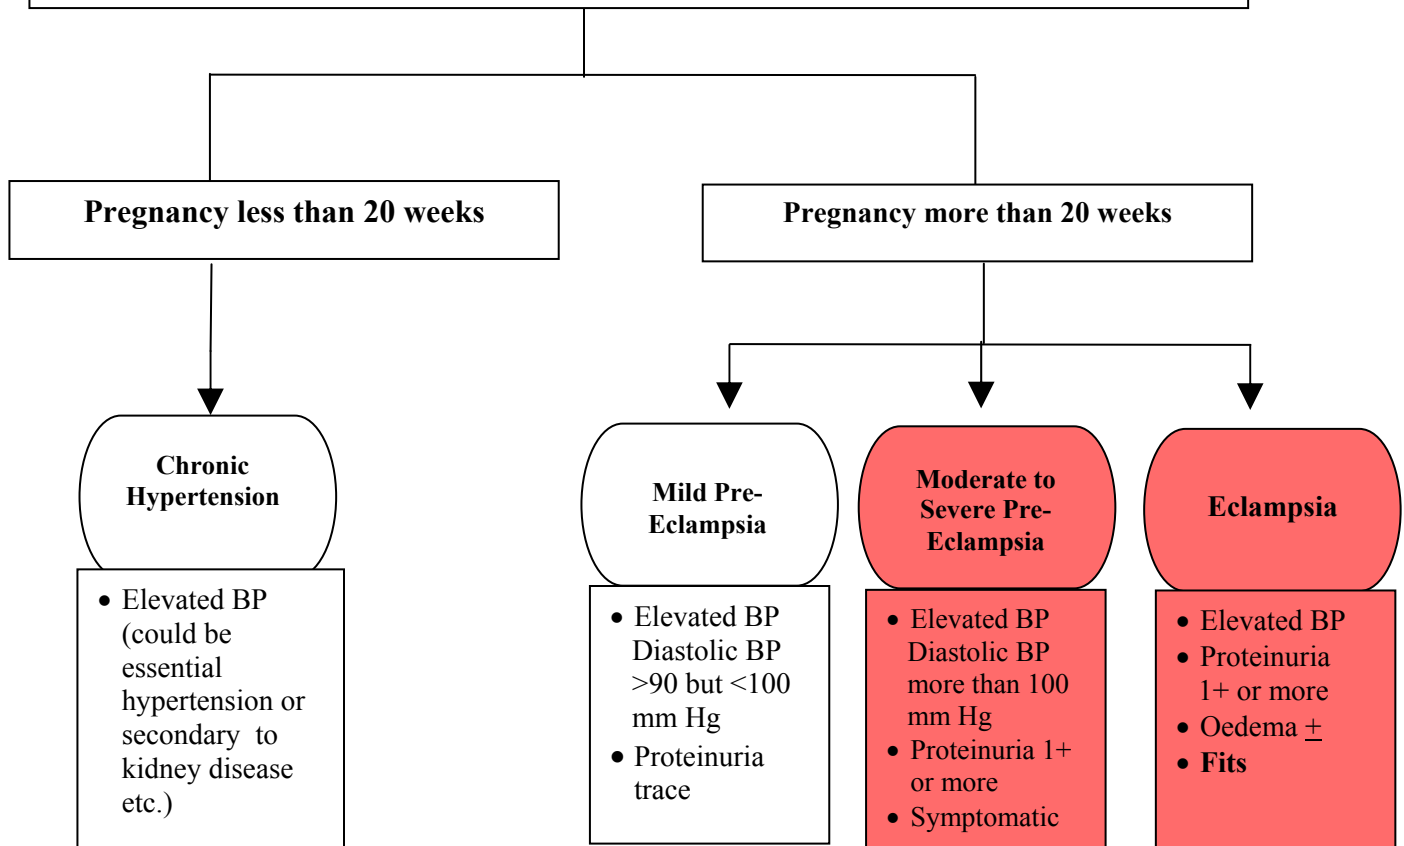 Pregnancy less than 20 weeks
Pregnancy more than 20 weeks
Chronic
Hypertension
• Elevated BP
(could be
essential
hypertension or
secondary to
kidney disease
etc.)
Mild Pre-
Eclampsia
• Elevated BP
Diastolic BP
>90 but <100
mm Hg
• Proteinuria
trace
Moderate to
Severe Pre-
Eclampsia
• Elevated BP
Diastolic BP
more than 100
mm Hg
• Proteinuria 1+
or more
• Symptomatic
Eclampsia
• Elevated BP
• Proteinuria
1+ or more
• Oedema ±
• Fits